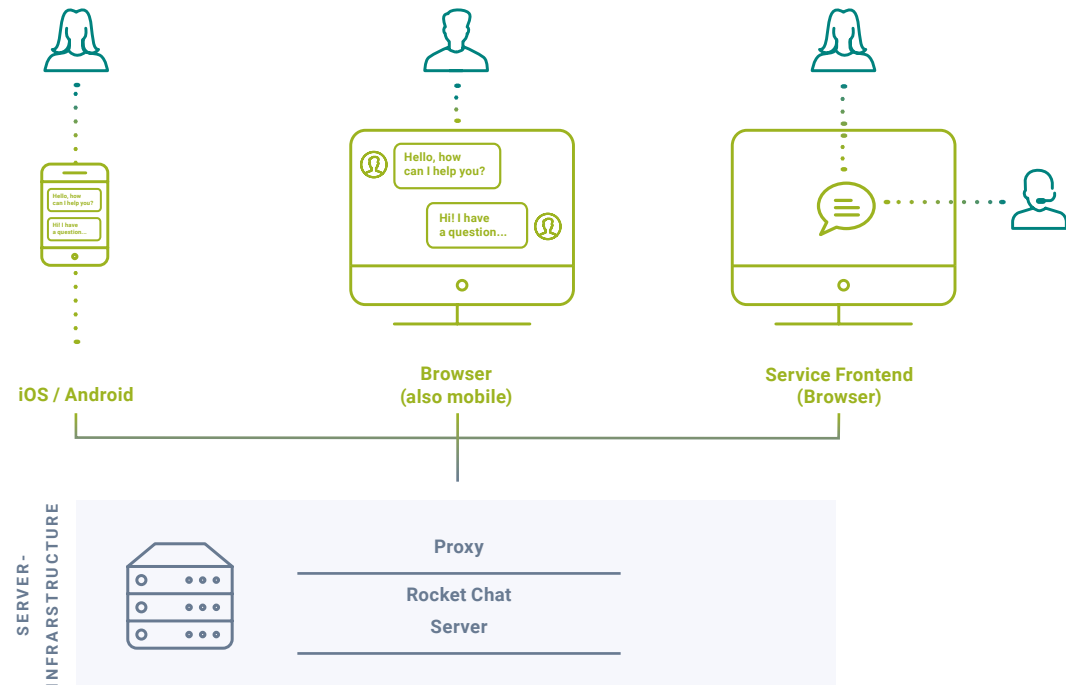 Hello, how
can I help you?
Hi! I have
a question...
Hello, how
can I help you?
Hi! I have
a question...
iOS / Android
Browser
(also mobile)
Service Frontend
(Browser)
SERVER-
INFRARSTRUCTURE
Proxy
Rocket Chat
Server